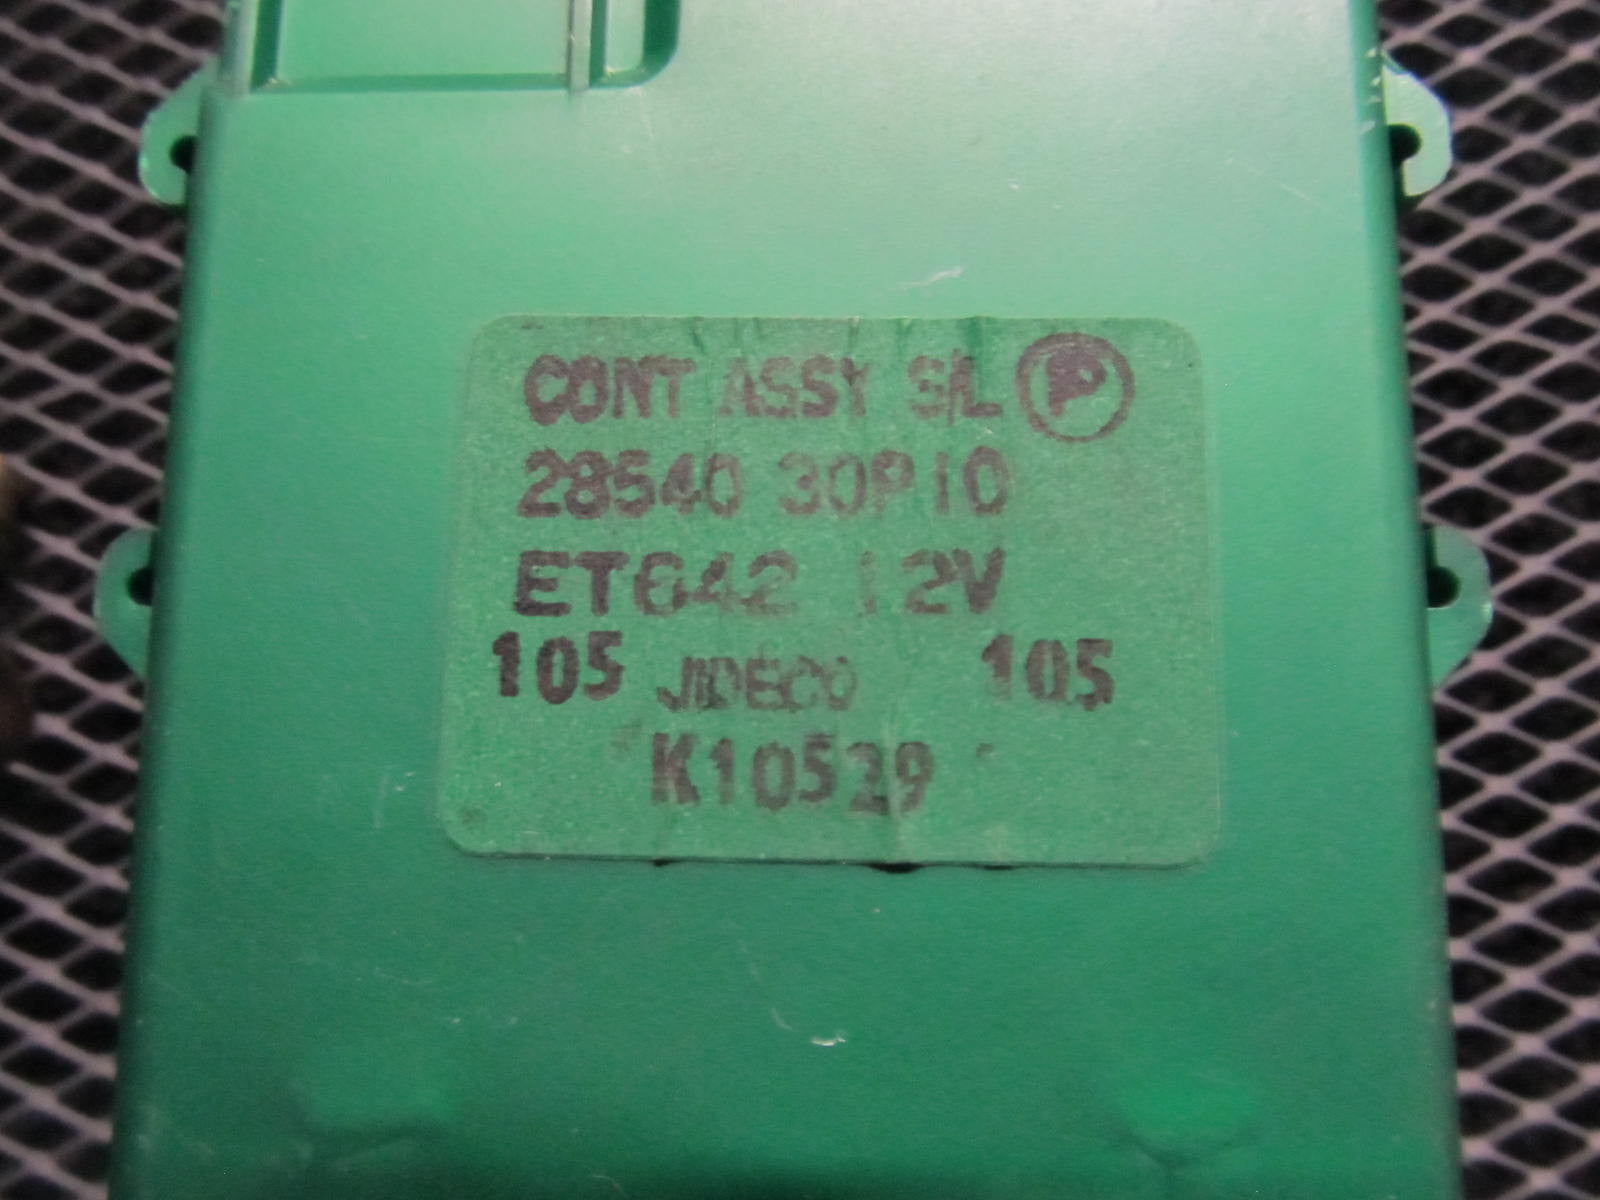 CONT ASSY S/L P
28540 30P10
ET642 12V
105 JIDECO 105
K10529